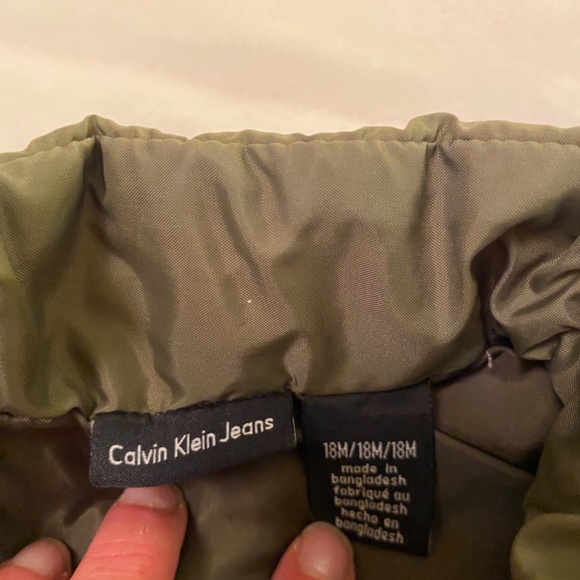 Calvin Klein Jeans
18M/18M/18M
made in
bangladesh
fabriqué au
bangladesh
hecho en
bangladesh